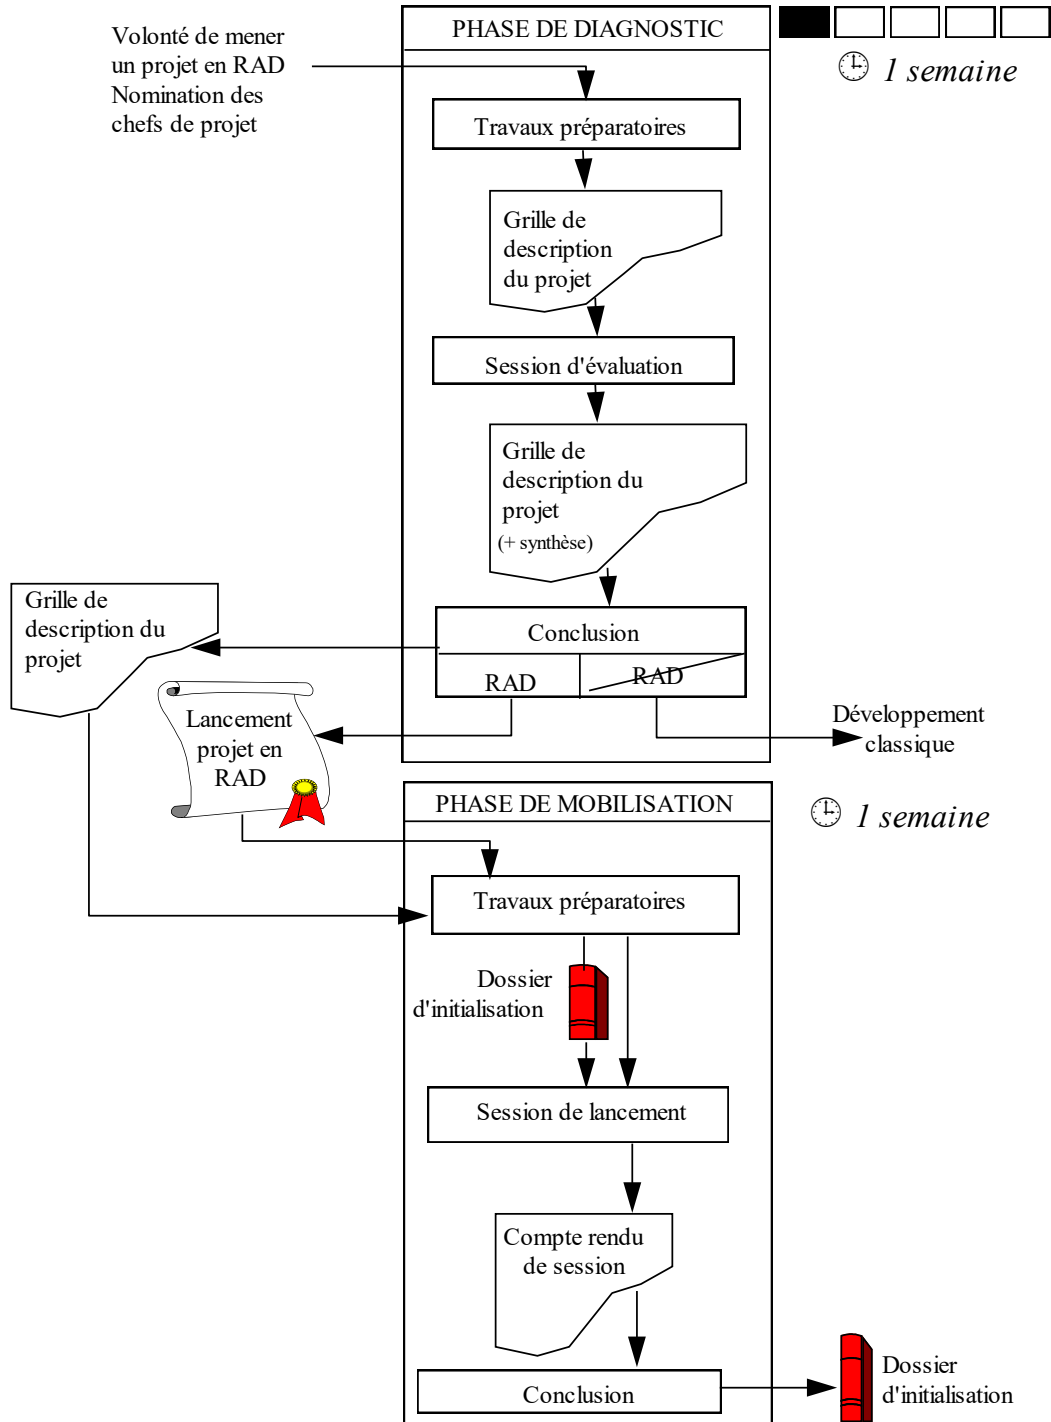 PHASE DE DIAGNOSTIC
Volonté de mener
un projet en RAD
Nomination des
chefs de projet
1 semaine
Travaux préparatoires
Grille de
description
du projet
Session d'évaluation
Grille de
description du
projet
(+ synthèse)
Grille de
description du
projet
Conclusion
RAD
RAD
Lancement
projet en
RAD
Développement
classique
PHASE DE MOBILISATION
1 semaine
Travaux préparatoires
Dossier
d'initialisation
Session de lancement
Compte rendu
de session
Conclusion
Dossier
d'initialisation